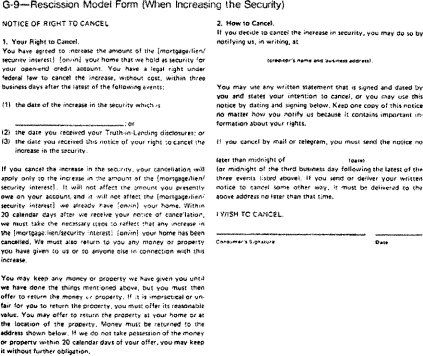 G-9—Rescission Model Form (When Increasing the Security)
NOTICE OF RIGHT TO CANCEL
1. Your Right to Cancel.
You have agreed to increase the amount of the [mortgage/lien/
security interest] [on/in] your home that we hold as security for
your open-end credit account. You have a legal right under
federal law to cancel the increase, without cost, within three
business days after the latest of the following events:
(1) the date of the increase in the security which is
; or
(2) the date you received your Truth-in-Lending disclosures; or
(3) the date you received this notice of your right to cancel the
increase in the security.
If you cancel the increase in the security, your cancellation will
apply only to the increase in the amount of the [mortgage/lien/
security interest]. It will not affect the amount you presently
owe on your account, and it will not affect the [mortgage/lien/
security interest] we already have [on/in] your home. Within
20 calendar days after we receive your notice of cancellation,
we must take the necessary steps to reflect that any increase in
the [mortgage/lien/security interest] [on/in] your home has been
cancelled. We must also return to you any money or property
you have given to us or to anyone else in connection with this
increase.
You may keep any money or property we have given you until
we have done the things mentioned above, but you must then
offer to return the money or property. If it is impractical or un-
fair for you to return the property, you must offer its reasonable
value. You may offer to return the property at your home or at
the location of the property. Money must be returned to the
address shown below. If we do not take possession of the money
or property within 20 calendar days of your offer, you may keep
it without further obligation.
2. How to Cancel.
If you decide to cancel the increase in security, you may do so by
notifying us, in writing, at
(creditor's name and business address).
You may use any written statement that is signed and dated by
you and states your intention to cancel, or you may use this
notice by dating and signing below. Keep one copy of this notice
no matter how you notify us because it contains important in-
formation about your rights.
If you cancel by mail or telegram, you must send the notice no
later than midnight of (date)
(or midnight of the third business day following the latest of the
three events listed above). If you send or deliver your written
notice to cancel some other way, it must be delivered to the
above address no later than that time.
I WISH TO CANCEL.
Consumer's Signature Date